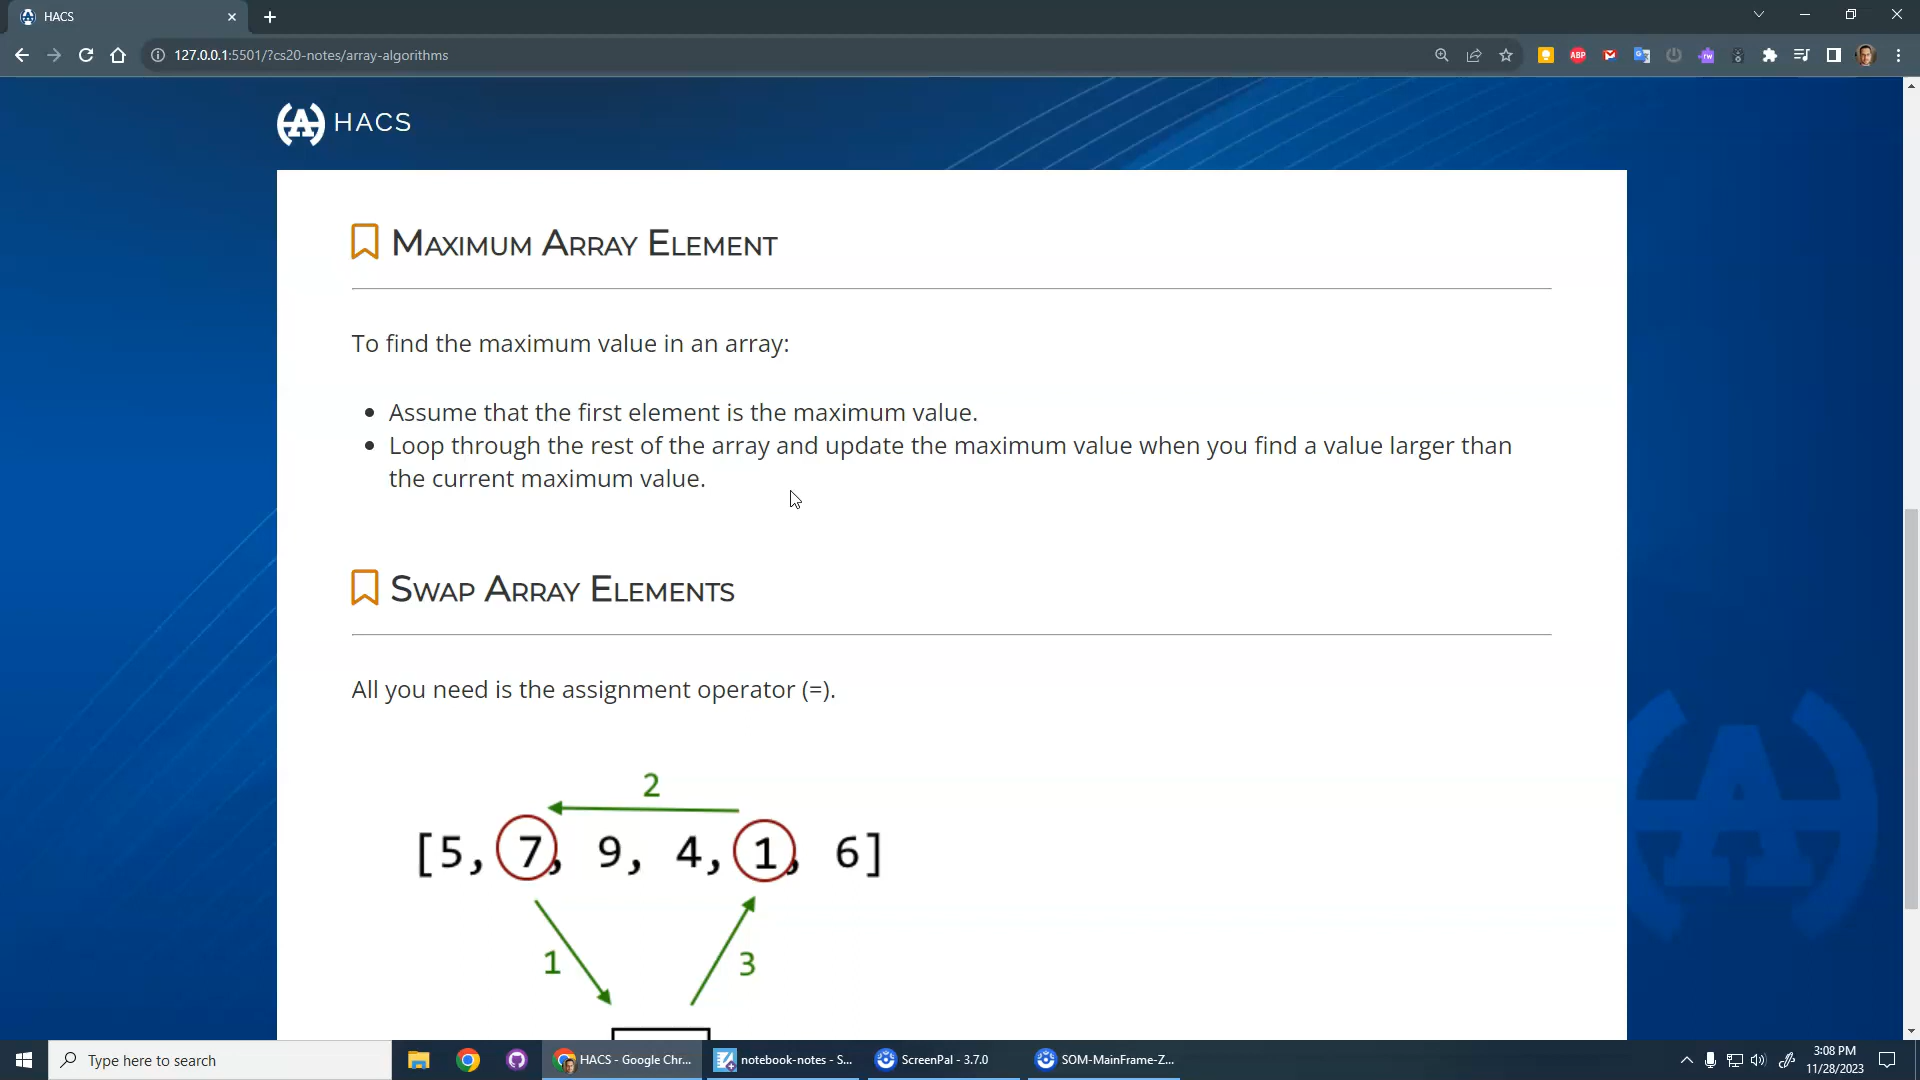 HACS
127.0.0.1:5501/?cs20-notes/array-algorithms
ABP
rw
HACS
Maximum Array Element
To find the maximum value in an array:
• Assume that the first element is the maximum value.
• Loop through the rest of the array and update the maximum value when you find a value larger than
the current maximum value.
Swap Array Elements
All you need is the assignment operator (=).
2
[5, 7, 9, 4, 1, 6]
1
3
Type here to search
HACS - Google Chr...
notebook-notes - S...
ScreenPal - 3.7.0
SOM-MainFrame-Z...
3:08 PM
11/28/2023